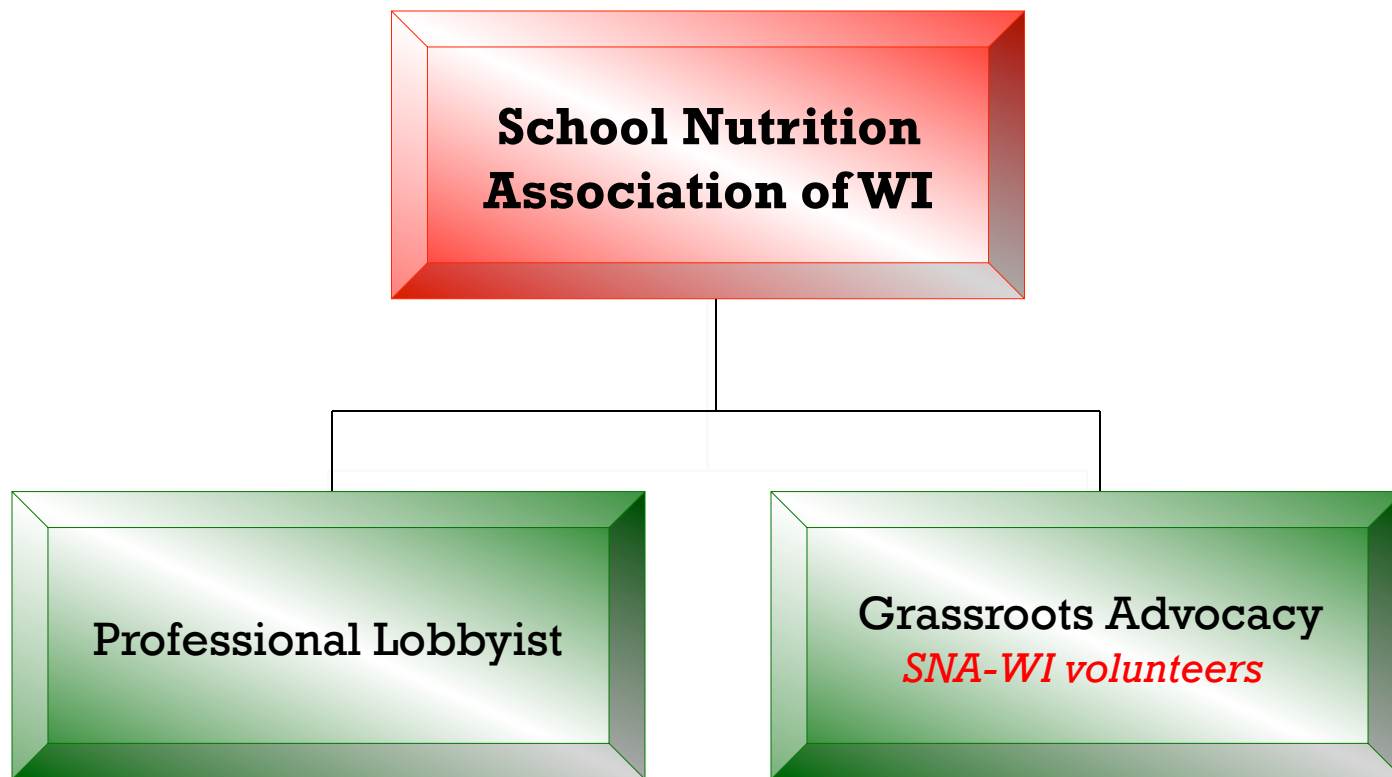 School Nutrition
Association of WI
Professional Lobbyist
Grassroots Advocacy
SNA-WI volunteers